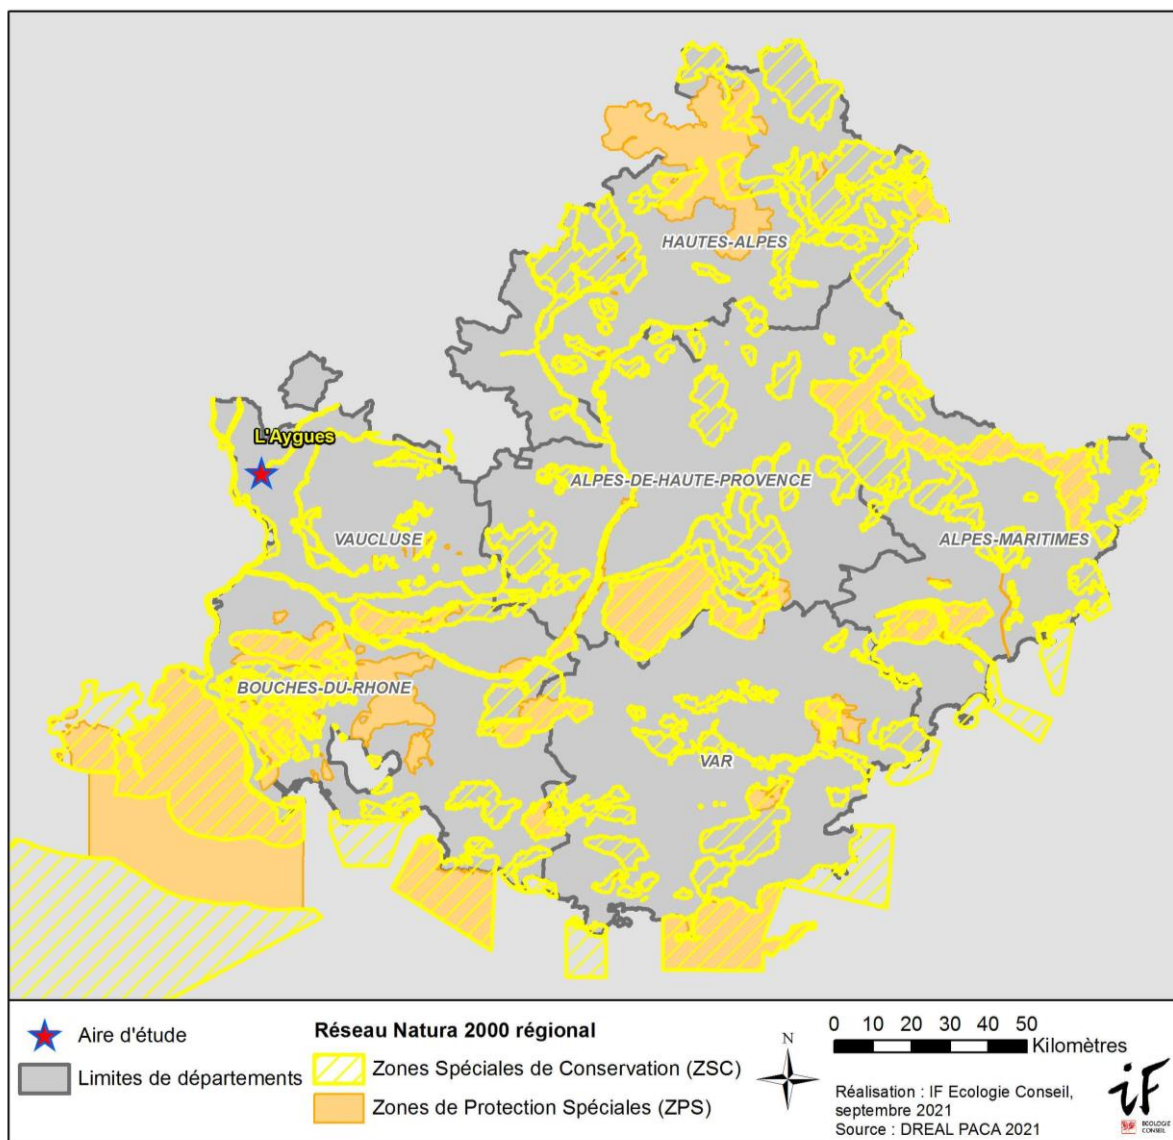 HAUTES-ALPES
L'Aygues
ALPES-DE-HAUTE-PROVENCE
VAUCLUSE
ALPES-MARITIMES
BOUCHES-DU-RHONE
VAR
Aire d'étude
Limites de départements
Réseau Natura 2000 régional
Zones Spéciales de Conservation (ZSC)
Zones de Protection Spéciales (ZPS)
N
0 10 20 30 40 50
Kilomètres
Réalisation : IF Ecologie Conseil,
septembre 2021
Source : DREAL PACA 2021
iF
ECOLOGIE
CONSEIL